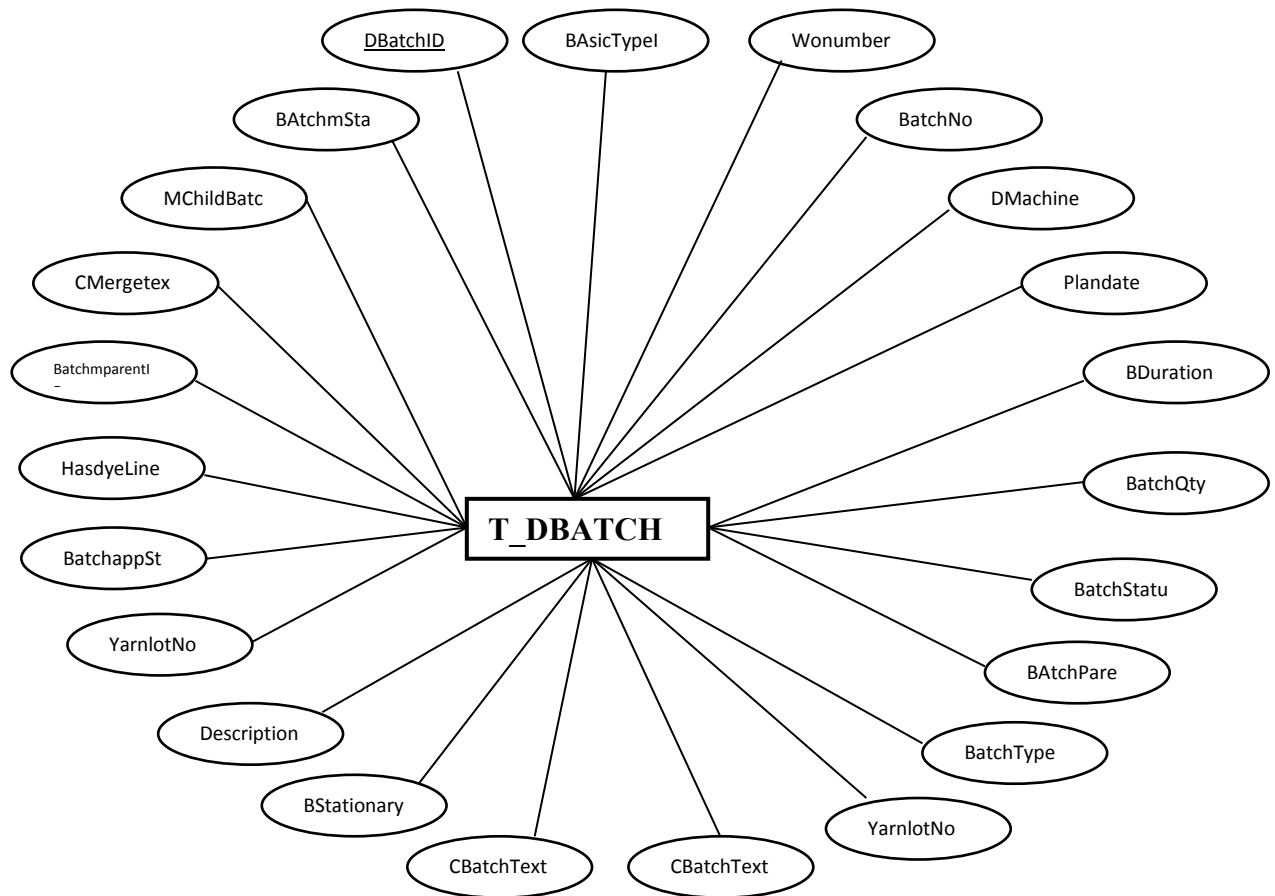 DBatchID
BAsicTypeI
Wonumber
BAtchmSta
BatchNo
MChildBatc
DMachine
CMergetex
Plandate
BatchmparentI
BDuration
HasdyeLine
BatchQty
T_DBATCH
BatchappSt
BatchStatu
YarnlotNo
BAtchPare
Description
BatchType
BStationary
YarnlotNo
CBatchText
CBatchText